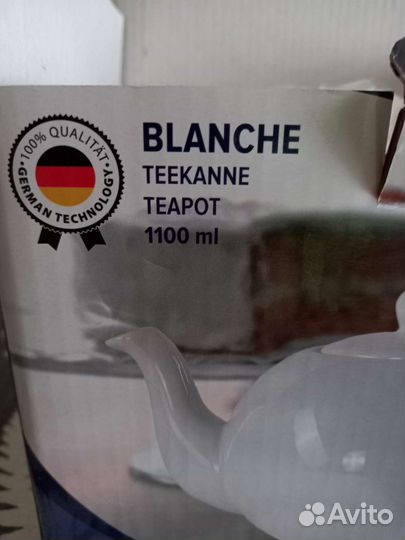 100% QUALITÄT
GERMAN TECHNOLOGY
BLANCHE
TEEKANNE
TEAPOT
1100 ml
Avito